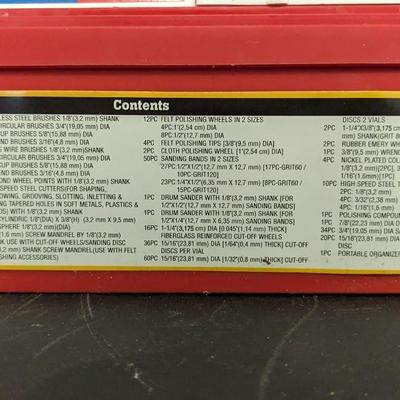 Contents
LESS STEEL BRUSHES 1/8"(3,2 mm) SHANK
CIRCULAR BRUSHES 3/4"(19,05 mm) DIA
CUP BRUSHES 5/8"(15,88 mm) DIA
END BRUSHES 3/16"(4,8 mm) DIA
S WIRE BRUSHES 1/8"(3,2 mm) SHANK
CIRCULAR BRUSHES 3/4"(19,05 mm) DIA
CUP BRUSHES 5/8"(15,88 mm) DIA
END BRUSHES 3/16"(4,8 mm) DIA
OND WHEEL POINTS WITH 1/8"(3,2 mm) SHANK
SPEED STEEL CUTTERS(FOR SHAPING,
OWING, GROOVING, SLOTTING, INLETTING &
NG TAPERED HOLES IN SOFT METALS, PLASTICS &
DS) WITH 1/8"(3,2 mm) SHANK
CYLINDRIC 1/8"(DIA) X 3/8"(H) (3,2 mm X 9,5 mm)
SPHERE 1/8"(3,2 mm)(DIA)
(1,6 mm) SCREW MANDREL BY 1/8"(3,2 mm)
NK USE WITH CUT-OFF WHEELS/SANDING DISC
,2 mm) SHANK SCREW MANDREL(USE WITH FELT
SHING ACCESSORIES)
12PC FELT POLISHING WHEELS IN 2 SIZES
4PC:1"(2,54 cm) DIA
8PC:1/2"(12,7 mm) DIA
4PC FELT POLISHING TIPS [3/8"(9,5 mm) DIA]
2PC CLOTH POLISHING WHEEL [1"(2,54 cm) DIA]
50PC SANDING BANDS IN 2 SIZES
27PC:1/2"X1/2"(12,7 mm X 12,7 mm) [17PC-GRIT60 /
10PC-GRIT120]
23PC:1/4"X1/2"(6,35 mm X 12,7 mm) [8PC-GRIT60 /
15PC-GRIT120]
1PC DRUM SANDER WITH 1/8"(3,2 mm) SHANK [FOR
1/2"X1/2"(12,7 mm X 12,7 mm) SANDING BANDS]
1PC DRUM SANDER WITH 1/8"(3,2 mm) SHANK [FOR
1/4"X1/2"(6,35 mm X 12,7 mm) SANDING BANDS]
16PC 1-1/4"(3,175 cm) DIA [0.045"(1,14 mm) THICK]
FIBERGLASS REINFORCED CUT-OFF WHEELS
36PC 15/16"(23,81 mm) DIA [1/64"(0,4 mm) THICK] CUT-OFF
DISCS PER VIAL
60PC 15/16"(23,81 mm) DIA [1/32"(0,8 mm) THICK] CUT-OFF
DISCS 2 VIALS
2PC 1-1/4"X3/8"(3,175 cm
SHANK(GRIT 80
2PC RUBBER EMERY WH
1PC 3/8"(9,5 mm) WRENC
4PC NICKEL PLATED COL
1/8"(3,2 mm)[2PC], 3
1/16"(1,6mm)[1PC]
10PC HIGH SPEED STEEL T
2PC: 1/8"(3,2 mm)
4PC: 3/32"(2,38 mm)
4PC: 1/16"(1,6 mm)
1PC POLISHING COMPOU
1PC 7/8"(22,23 mm) DIA
34PC 3/4"(19,05 mm) DIA SA
20PC 15/16"(23,81 mm) DIA
DISC
1PC PORTABLE ORGANIZE